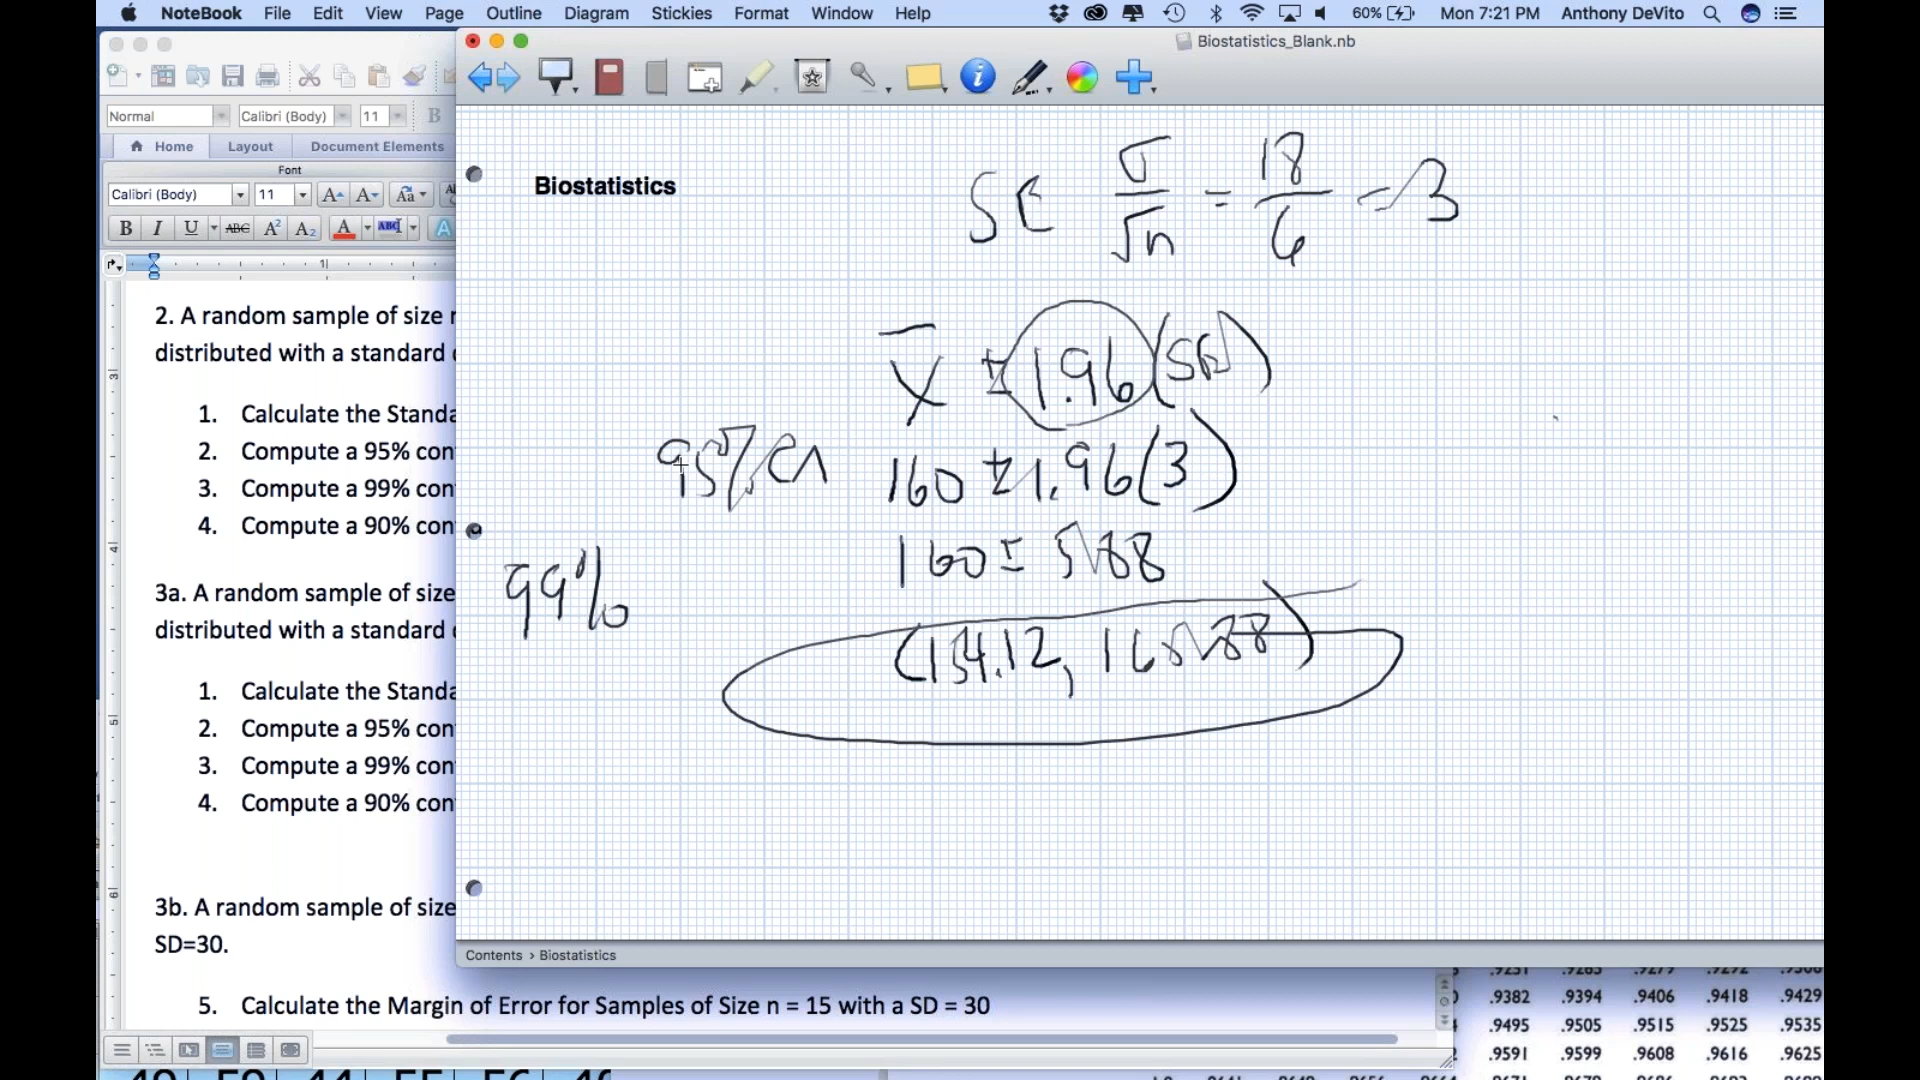 NoteBook File Edit View Page Outline Diagram Stickies Format Window Help 60% Mon 7:21 PM Anthony DeVito
Biostatistics_Blank.nb
Normal Calibri (Body) 11 B
Home Layout Document Elements
Font
Calibri (Body) 11 A A Aa
B I U ABC A² A₂ A ABC A
2. A random sample of size
distributed with a standard
1. Calculate the Standa
2. Compute a 95% con
3. Compute a 99% con
4. Compute a 90% con
3a. A random sample of size
distributed with a standard
1. Calculate the Standa
2. Compute a 95% con
3. Compute a 99% con
4. Compute a 90% con
3b. A random sample of size
SD=30.
5. Calculate the Margin of Error for Samples of Size n = 15 with a SD = 30
Biostatistics
SE σ/√n = 18/6 = 3
x̄ ± 1.96 (SE)
95% CI 160 ± 1.96 (3)
160 ± 5.88
99%
(154.12, 165.88)
Contents › Biostatistics
.9382 .9394 .9406 .9418 .9429
.9495 .9505 .9515 .9525 .9535
.9591 .9599 .9608 .9616 .9625